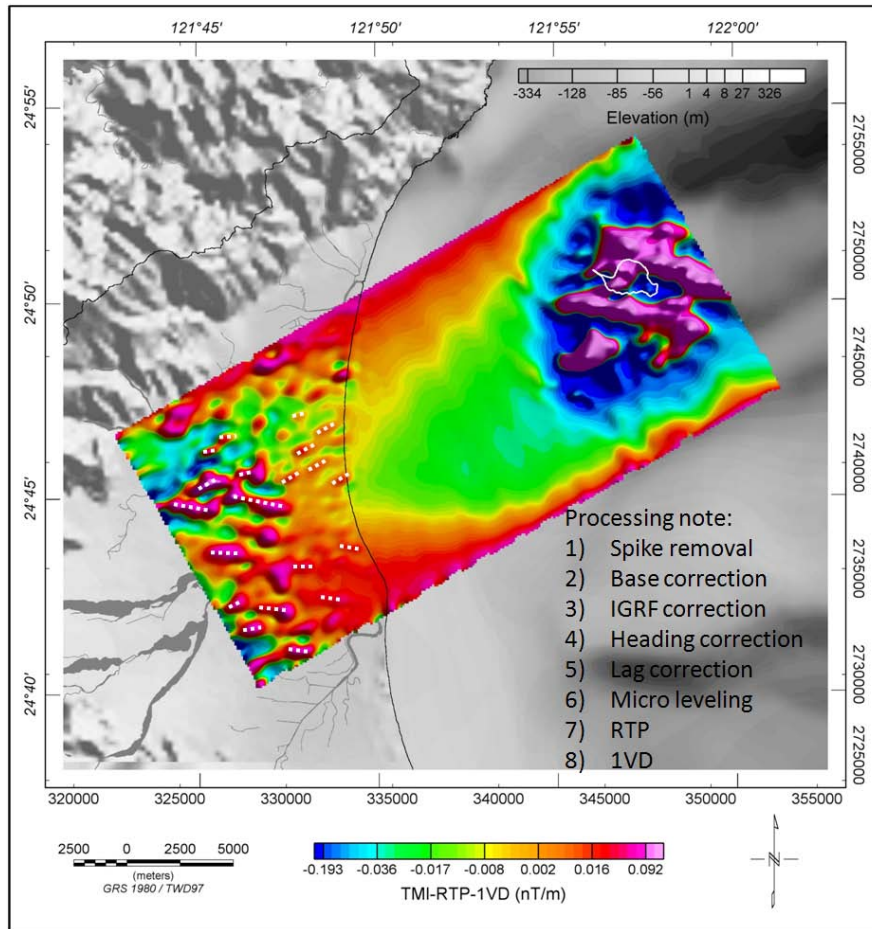 121°45' 121°50' 121°55' 122°00'
-334 -128 -85 -56 1 4 8 27 326
Elevation (m)
24°55'
24°50'
24°45'
24°40'
2755000
2750000
2745000
2740000
2735000
2730000
2725000
Processing note:
1) Spike removal
2) Base correction
3) IGRF correction
4) Heading correction
5) Lag correction
6) Micro leveling
7) RTP
8) 1VD
320000 325000 330000 335000 340000 345000 350000 355000
2500 0 2500 5000
(meters)
GRS 1980 / TWD97
-0.193 -0.036 -0.017 -0.008 0.002 0.016 0.092
TMI-RTP-1VD (nT/m)
N